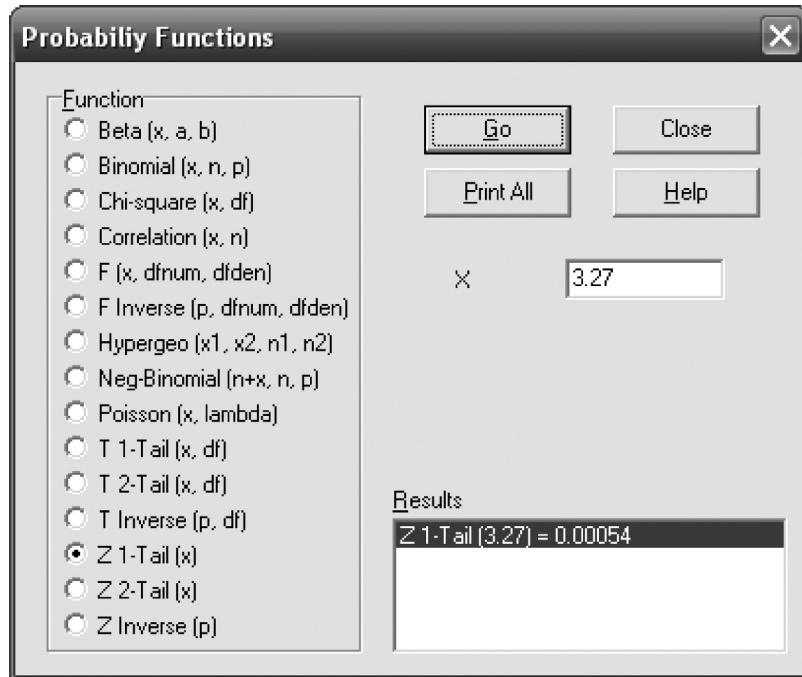 Probabiliy Functions
Function
Beta (x, a, b)
Binomial (x, n, p)
Chi-square (x, df)
Correlation (x, n)
F (x, dfnum, dfden)
F Inverse (p, dfnum, dfden)
Hypergeo (x1, x2, n1, n2)
Neg-Binomial (n+x, n, p)
Poisson (x, lambda)
T 1-Tail (x, df)
T 2-Tail (x, df)
T Inverse (p, df)
Z 1-Tail (x)
Z 2-Tail (x)
Z Inverse (p)
Go
Close
Print All
Help
X 3.27
Results
Z 1-Tail (3.27) = 0.00054